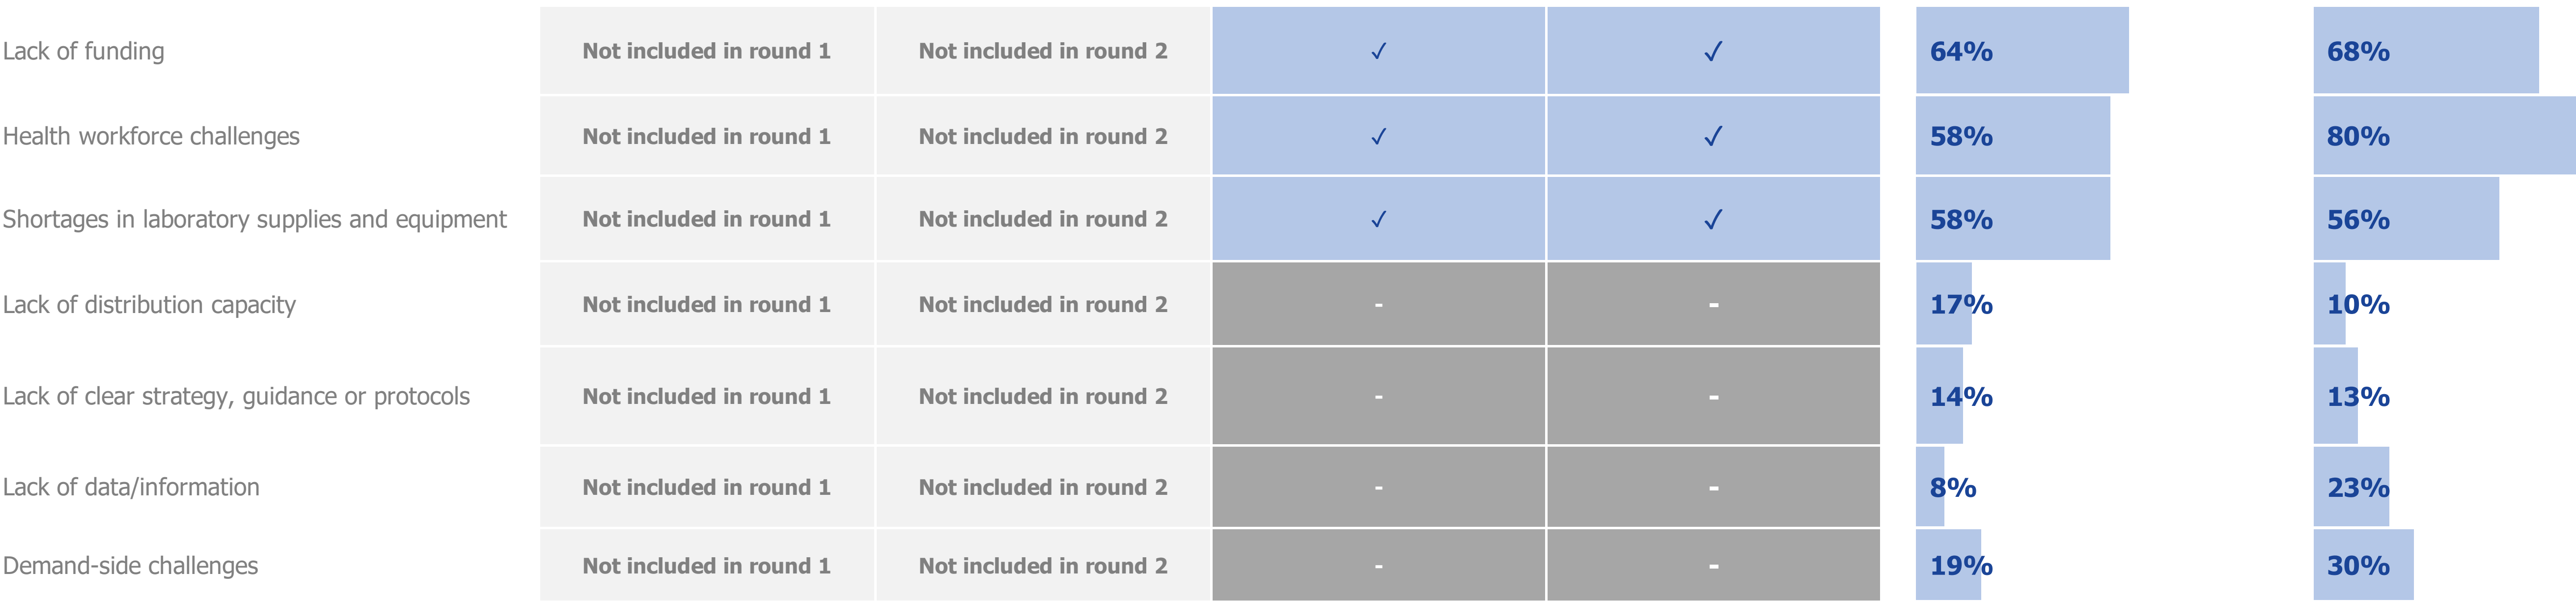 Lack of funding Not included in round 1 Not included in round 2 ✓ ✓ 64% 68%
Health workforce challenges Not included in round 1 Not included in round 2 ✓ ✓ 58% 80%
Shortages in laboratory supplies and equipment Not included in round 1 Not included in round 2 ✓ ✓ 58% 56%
Lack of distribution capacity Not included in round 1 Not included in round 2 - - 17% 10%
Lack of clear strategy, guidance or protocols Not included in round 1 Not included in round 2 - - 14% 13%
Lack of data/information Not included in round 1 Not included in round 2 - - 8% 23%
Demand-side challenges Not included in round 1 Not included in round 2 - - 19% 30%